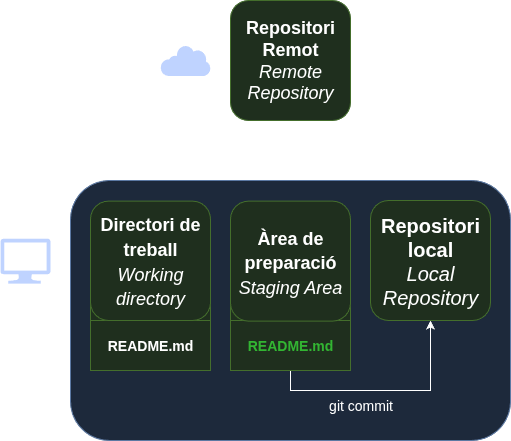 Repositori
Remot
Remote
Repository
Directori de
treball
Working
directory
README.md
Àrea de
preparació
Staging Area
README.md
Repositori
local
Local
Repository
git commit